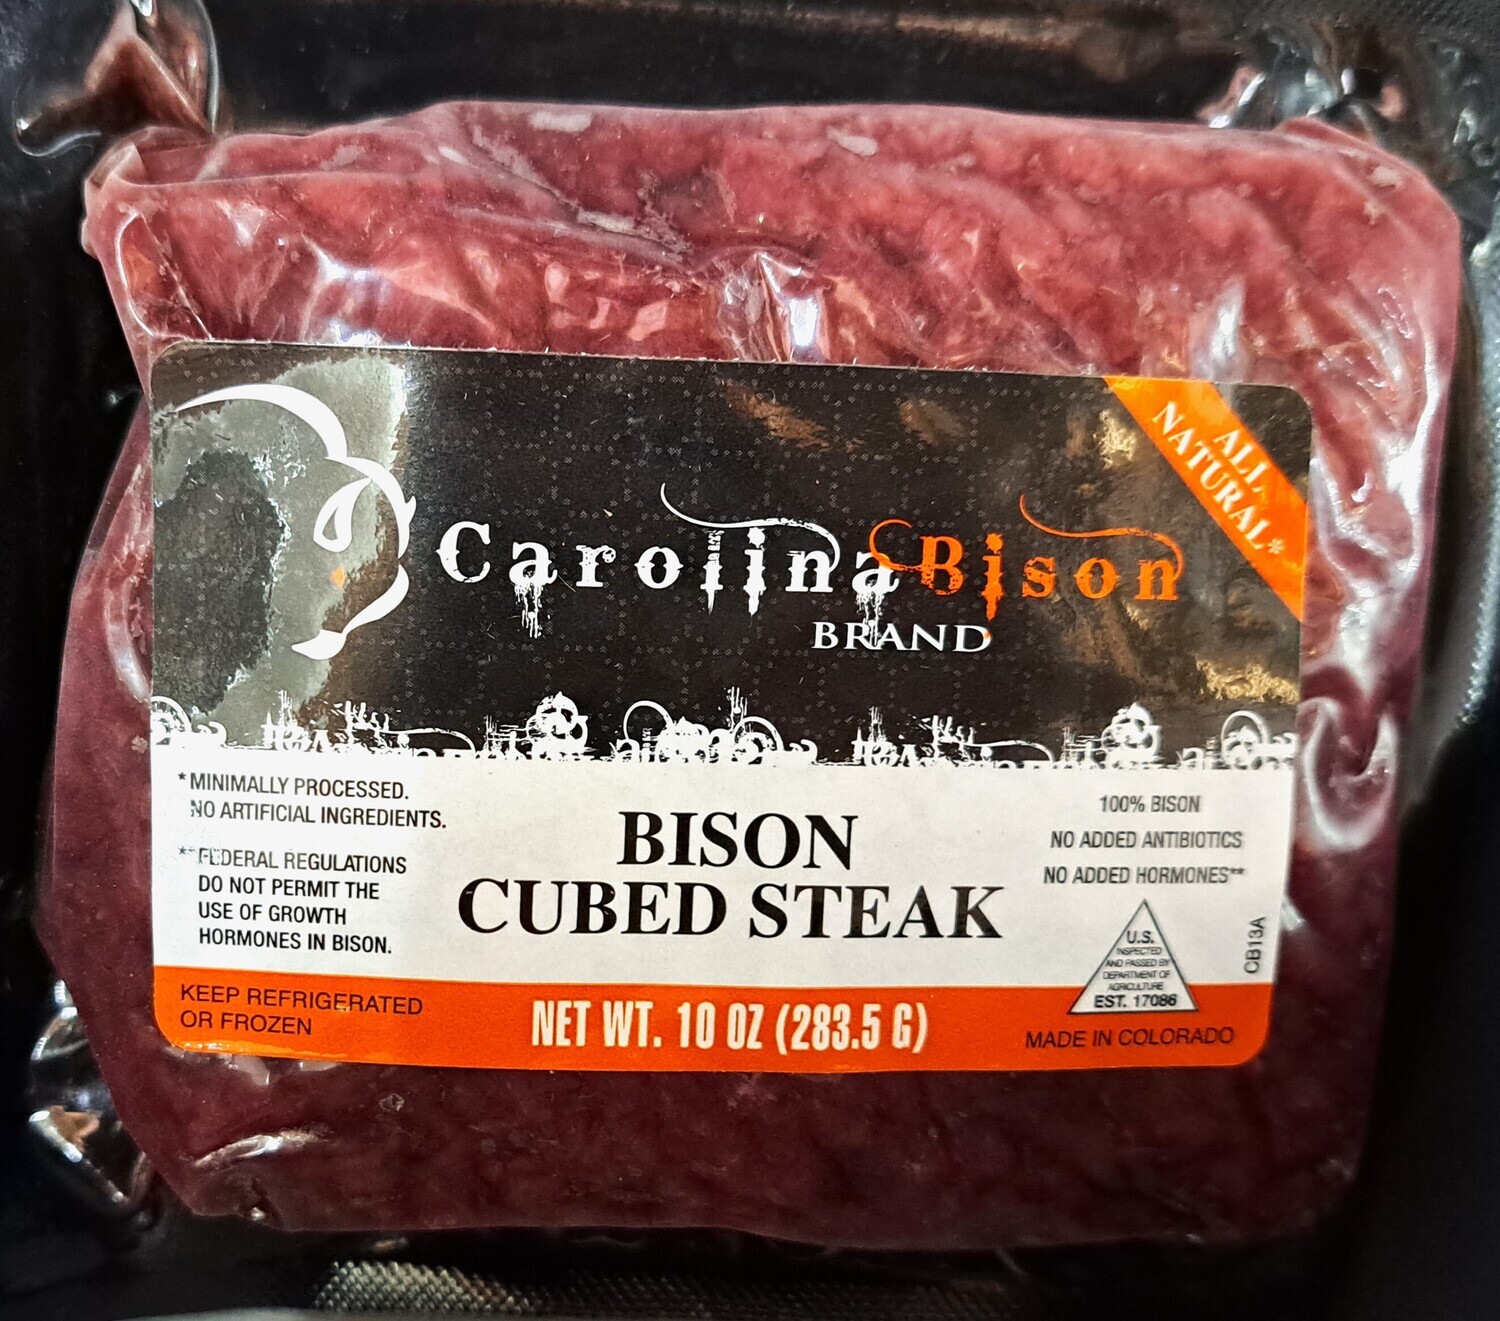 ALL
NATURAL*
Carolina Bison
BRAND
*MINIMALLY PROCESSED.
NO ARTIFICIAL INGREDIENTS.
**FEDERAL REGULATIONS
DO NOT PERMIT THE
USE OF GROWTH
HORMONES IN BISON.
BISON
CUBED STEAK
100% BISON
NO ADDED ANTIBIOTICS
NO ADDED HORMONES**
U.S.
INSPECTED
AND PASSED BY
DEPARTMENT OF
AGRICULTURE
EST. 17086
CB13A
KEEP REFRIGERATED
OR FROZEN
NET WT. 10 OZ (283.5 G)
MADE IN COLORADO